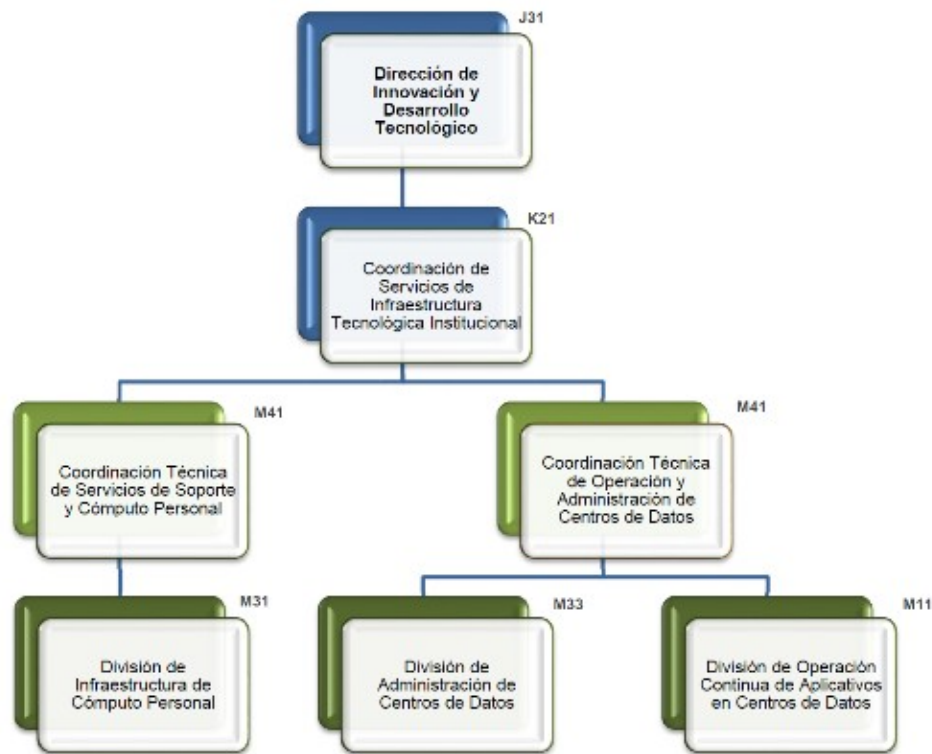 J31
Dirección de
Innovación y
Desarrollo
Tecnológico
K21
Coordinación de
Servicios de
Infraestructura
Tecnológica Institucional
M41
Coordinación Técnica
de Servicios de Soporte
y Cómputo Personal
M41
Coordinación Técnica
de Operación y
Administración de
Centros de Datos
M31
División de
Infraestructura de
Cómputo Personal
M33
División de
Administración de
Centros de Datos
M11
División de Operación
Continua de Aplicativos
en Centros de Datos